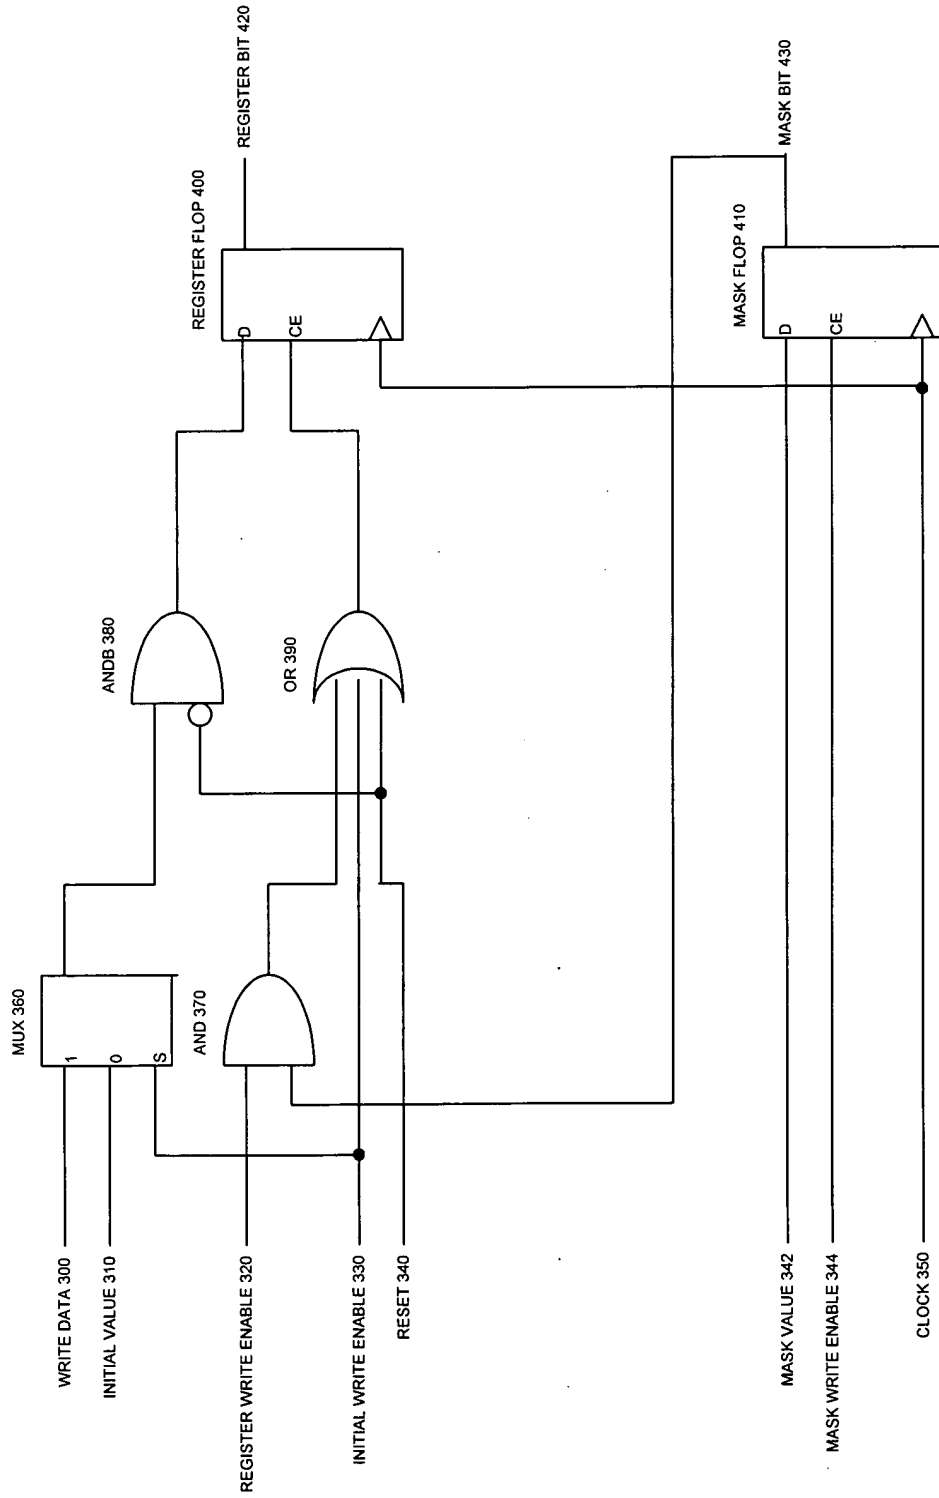 WRITE DATA 300
INITIAL VALUE 310
REGISTER WRITE ENABLE 320
INITIAL WRITE ENABLE 330
RESET 340
MASK VALUE 342
MASK WRITE ENABLE 344
CLOCK 350
MUX 360
1
0
S
AND 370
ANDB 380
OR 390
REGISTER FLOP 400
D
CE
MASK FLOP 410
D
CE
REGISTER BIT 420
MASK BIT 430